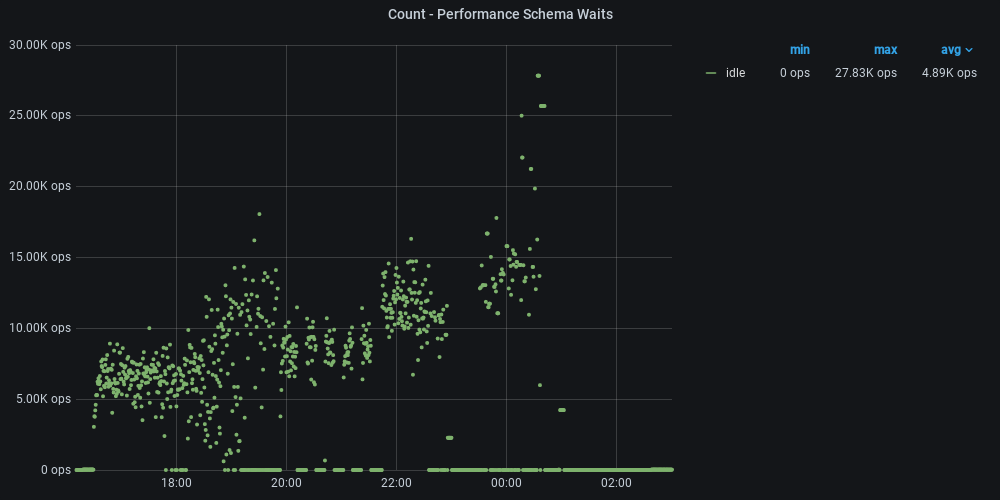 Count - Performance Schema Waits
30.00K ops
25.00K ops
20.00K ops
15.00K ops
10.00K ops
5.00K ops
0 ops
18:00 20:00 22:00 00:00 02:00
min max avg
idle 0 ops 27.83K ops 4.89K ops